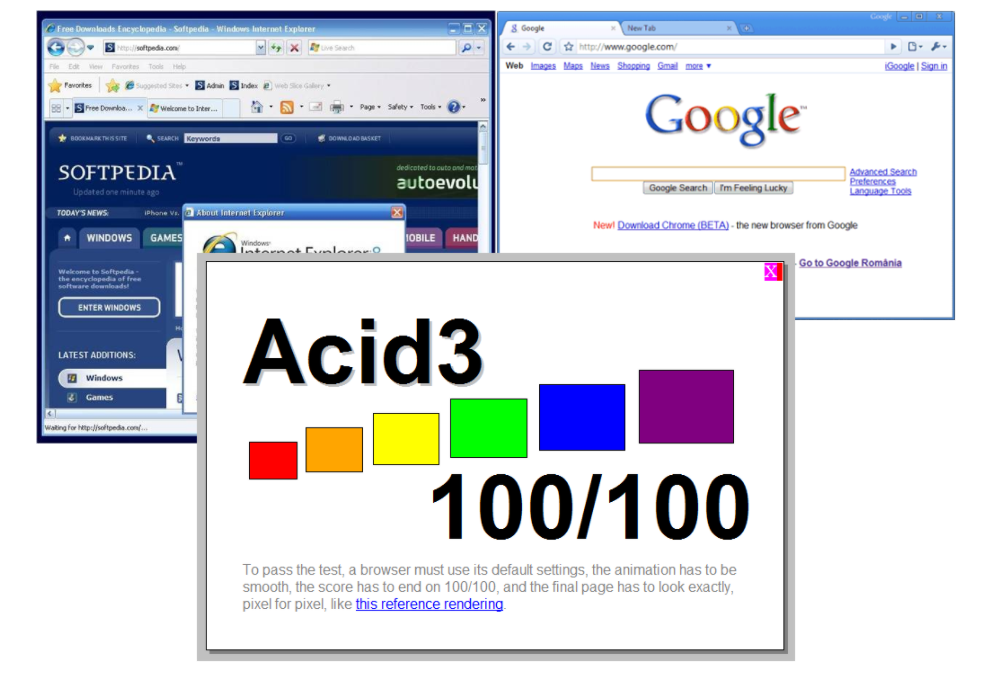 Free Downloads Encyclopedia - Softpedia - Windows Internet Explorer
http://softpedia.com/
Live Search
File Edit View Favorites Tools Help
Favorites Suggested Sites Admin Index Web Slice Gallery
Free Downloa... Welcome to Inter...
Page Safety Tools
BOOKMARK THIS SITE SEARCH Keywords GO DOWNLOAD BASKET
SOFTPEDIA™
Updated one minute ago
dedicated to auto and mot
autoevolu
TODAY'S NEWS: iPhone Vs.
About Internet Explorer
WINDOWS GAMES OBILE HAND
Windows
Internet Explorer 8
Welcome to Softpedia -
the encyclopedia of free
software downloads!
ENTER WINDOWS
LATEST ADDITIONS:
Windows
Games
Waiting for http://softpedia.com/...
Google
Google New Tab
http://www.google.com/
Web Images Maps News Shopping Gmail more ▼
iGoogle | Sign in
Google™
Advanced Search
Preferences
Language Tools
Google Search I'm Feeling Lucky
New! Download Chrome (BETA) - the new browser from Google
Go to Google România
X
Acid3
100/100
To pass the test, a browser must use its default settings, the animation has to be
smooth, the score has to end on 100/100, and the final page has to look exactly,
pixel for pixel, like this reference rendering.